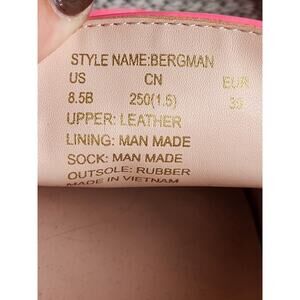 STYLE NAME:BERGMAN
US CN EUR
8.5B 250(1.5) 39
UPPER: LEATHER
LINING: MAN MADE
SOCK: MAN MADE
OUTSOLE: RUBBER
MADE IN VIETNAM